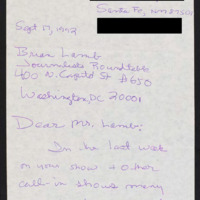 Santa Fe, NM 87501
Sept 17, 1992
Brian Lamb
Journalists Roundtable
400 N. Capitol St #650
Washington, DC 20001
Dear Mr. Lamb:
In the last week
on your show & other
call-in shows many